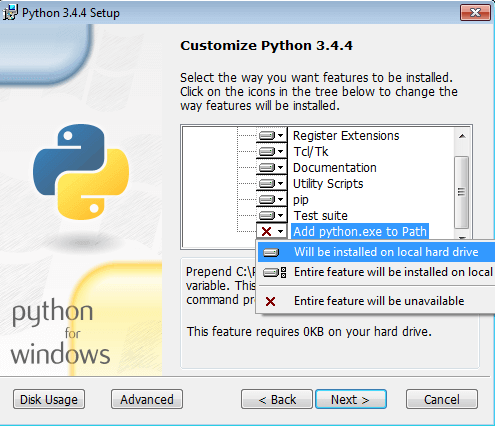 Python 3.4.4 Setup
Customize Python 3.4.4
Select the way you want features to be installed.
Click on the icons in the tree below to change the
way features will be installed.
Register Extensions
Tcl/Tk
Documentation
Utility Scripts
pip
Test suite
Add python.exe to Path
Will be installed on local hard drive
Entire feature will be installed on local
Entire feature will be unavailable
Prepend C:\
variable. This
command pr
This feature requires 0KB on your hard drive.
python
for
windows
Disk Usage
Advanced
< Back
Next >
Cancel